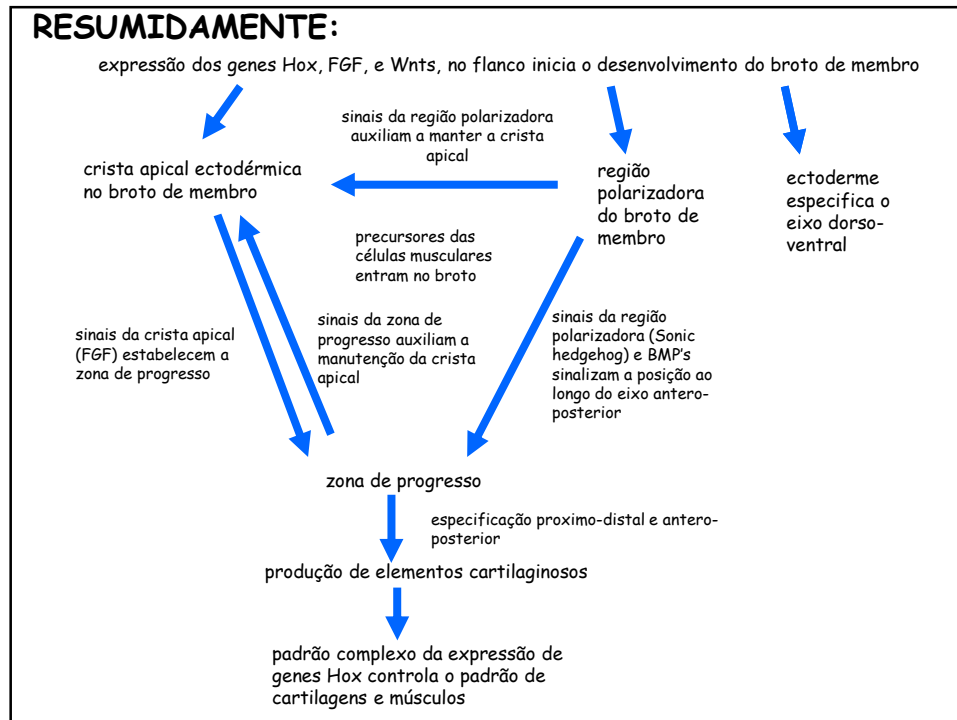 RESUMIDAMENTE:
expressão dos genes Hox, FGF, e Wnts, no flanco inicia o desenvolvimento do broto de membro
sinais da região polarizadora
auxiliam a manter a crista
apical
crista apical ectodérmica
no broto de membro
região
polarizadora
do broto de
membro
ectoderme
especifica o
eixo dorso-
ventral
precursores das
células musculares
entram no broto
sinais da crista apical
(FGF) estabelecem a
zona de progresso
sinais da zona de
progresso auxiliam a
manutenção da crista
apical
sinais da região
polarizadora (Sonic
hedgehog) e BMP's
sinalizam a posição ao
longo do eixo antero-
posterior
zona de progresso
especificação proximo-distal e antero-
posterior
produção de elementos cartilaginosos
padrão complexo da expressão de
genes Hox controla o padrão de
cartilagens e músculos